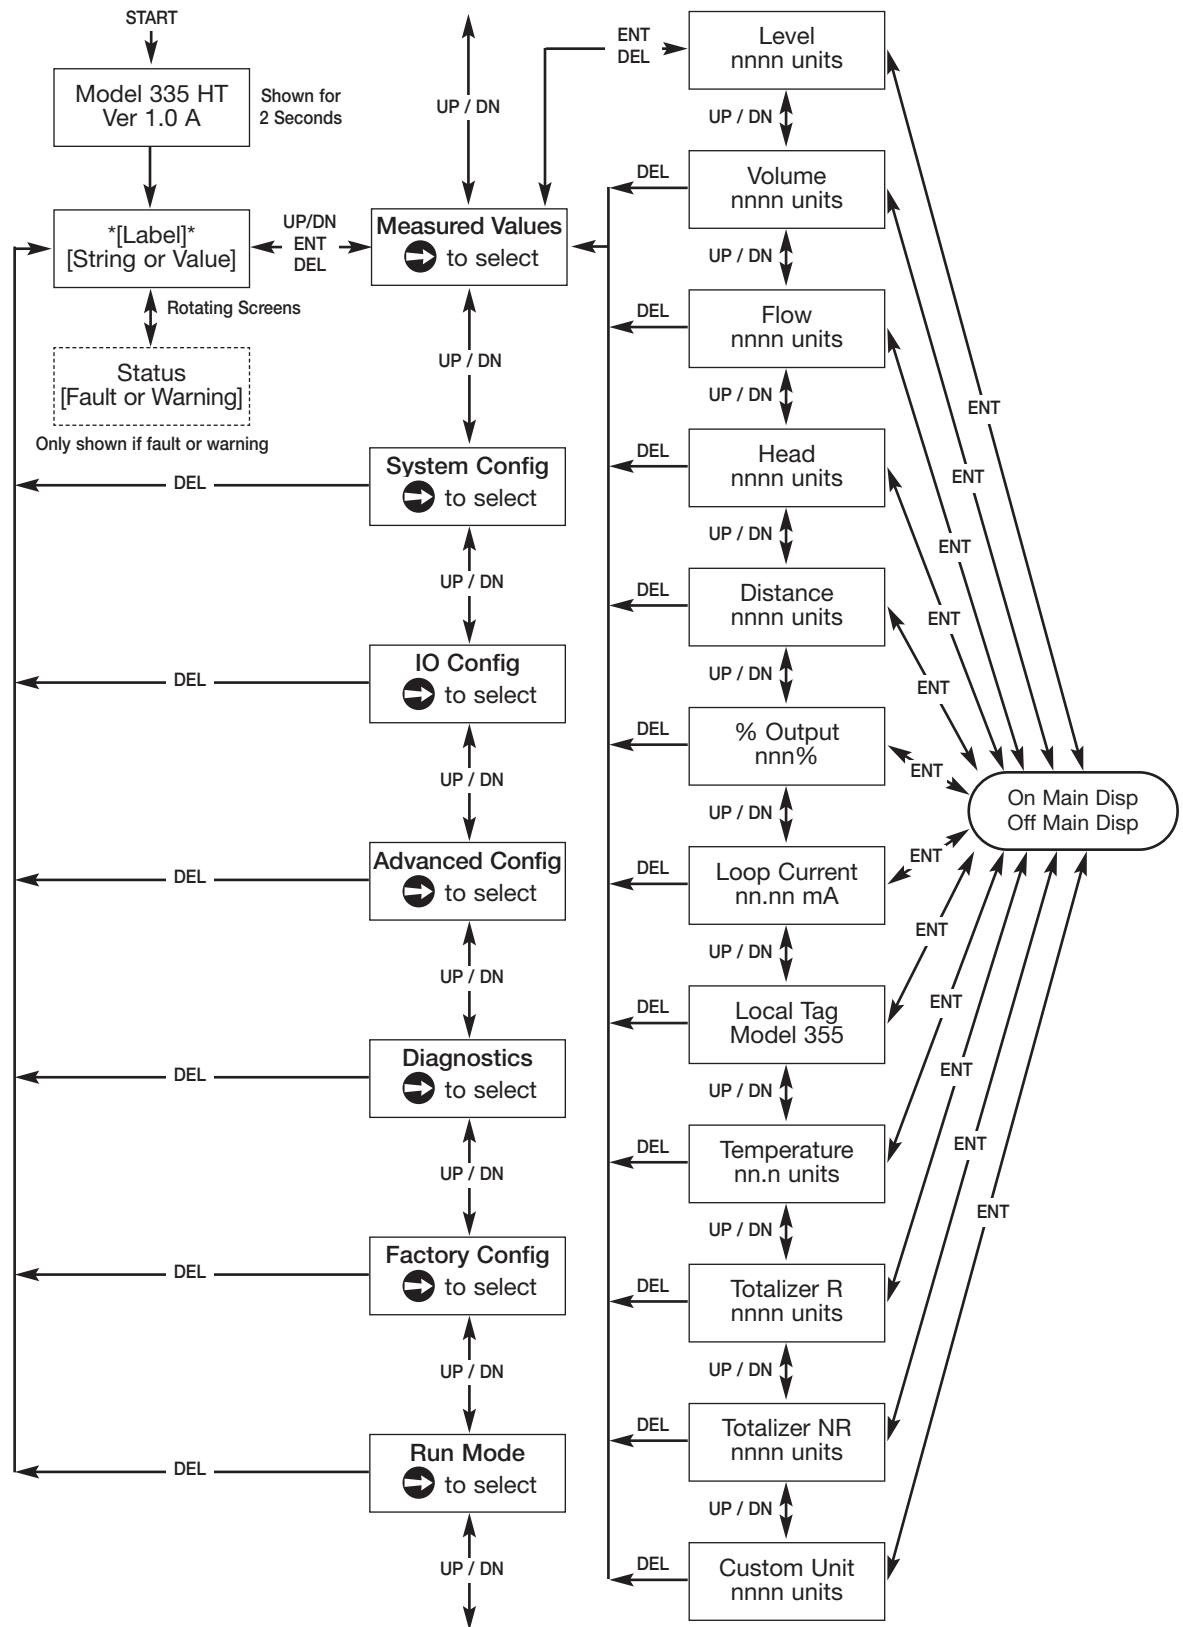 START
Model 335 HT
Ver 1.0 A
Shown for
2 Seconds
*[Label]*
[String or Value]
UP/DN
ENT
DEL
Rotating Screens
Status
[Fault or Warning]
Only shown if fault or warning
UP / DN
Measured Values
to select
UP / DN
System Config
to select
DEL
UP / DN
IO Config
to select
DEL
UP / DN
Advanced Config
to select
DEL
UP / DN
Diagnostics
to select
DEL
UP / DN
Factory Config
to select
DEL
UP / DN
Run Mode
to select
DEL
UP / DN
ENT
DEL
Level
nnnn units
UP / DN
DEL
Volume
nnnn units
UP / DN
DEL
Flow
nnnn units
UP / DN
DEL
Head
nnnn units
UP / DN
DEL
Distance
nnnn units
UP / DN
DEL
% Output
nnn%
UP / DN
DEL
Loop Current
nn.nn mA
UP / DN
DEL
Local Tag
Model 355
UP / DN
DEL
Temperature
nn.n units
UP / DN
DEL
Totalizer R
nnnn units
UP / DN
DEL
Totalizer NR
nnnn units
UP / DN
DEL
Custom Unit
nnnn units
ENT
ENT
ENT
ENT
ENT
ENT
On Main Disp
Off Main Disp
ENT
ENT
ENT
ENT
ENT
ENT